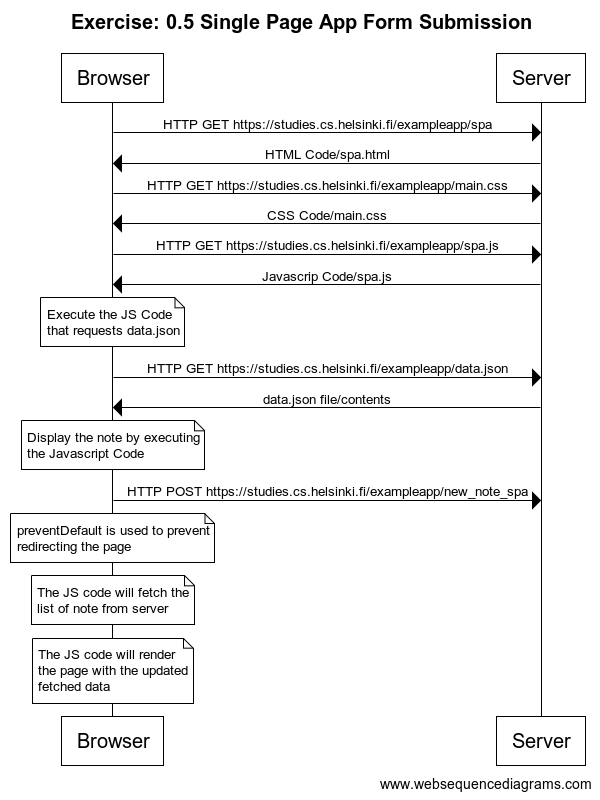 Exercise: 0.5 Single Page App Form Submission
Browser
Server
HTTP GET https://studies.cs.helsinki.fi/exampleapp/spa
HTML Code/spa.html
HTTP GET https://studies.cs.helsinki.fi/exampleapp/main.css
CSS Code/main.css
HTTP GET https://studies.cs.helsinki.fi/exampleapp/spa.js
Javascrip Code/spa.js
Execute the JS Code
that requests data.json
HTTP GET https://studies.cs.helsinki.fi/exampleapp/data.json
data.json file/contents
Display the note by executing
the Javascript Code
HTTP POST https://studies.cs.helsinki.fi/exampleapp/new_note_spa
preventDefault is used to prevent
redirecting the page
The JS code will fetch the
list of note from server
The JS code will render
the page with the updated
fetched data
Browser
Server
www.websequencediagrams.com